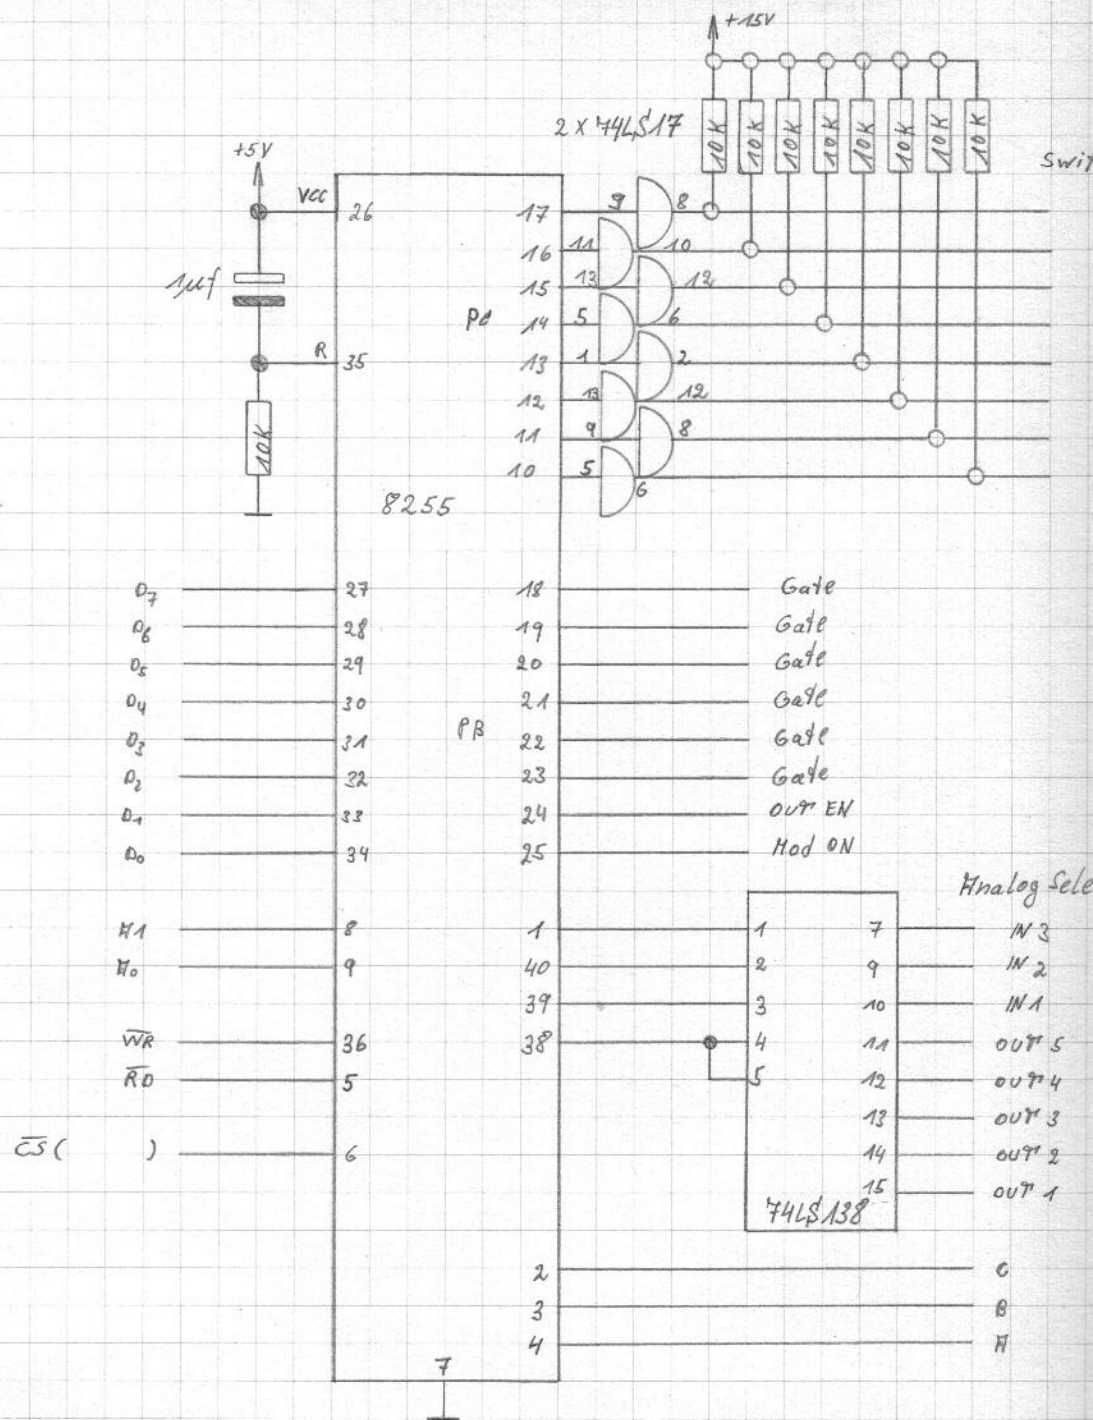 +15V
2 x 74LS17
10K 10K 10K 10K 10K 10K 10K 10K
+5V
Swit
VCC 26 17 9 8
16 11 10
1µf 15 13 12
PC 14 5 6
R 35 13 1 2
12 13 12
10K 11 9 8
10 5 6
8255
D7 27 18 Gate
D6 28 19 Gate
D5 29 20 Gate
D4 30 21 Gate
D3 31 PB 22 Gate
D2 32 23 Gate
D1 33 24 OUT EN
D0 34 25 Mod ON
Analog Sele
A1 8 1 1 7 IN 3
A0 9 40 2 9 IN 2
39 3 10 IN 1
W̅R̅ 36 38 4 11 OUT 5
R̅D̅ 5 5 12 OUT 4
13 OUT 3
C̅S̅ ( ) 6 14 OUT 2
15 OUT 1
74LS138
2 C
3 B
4 A
7